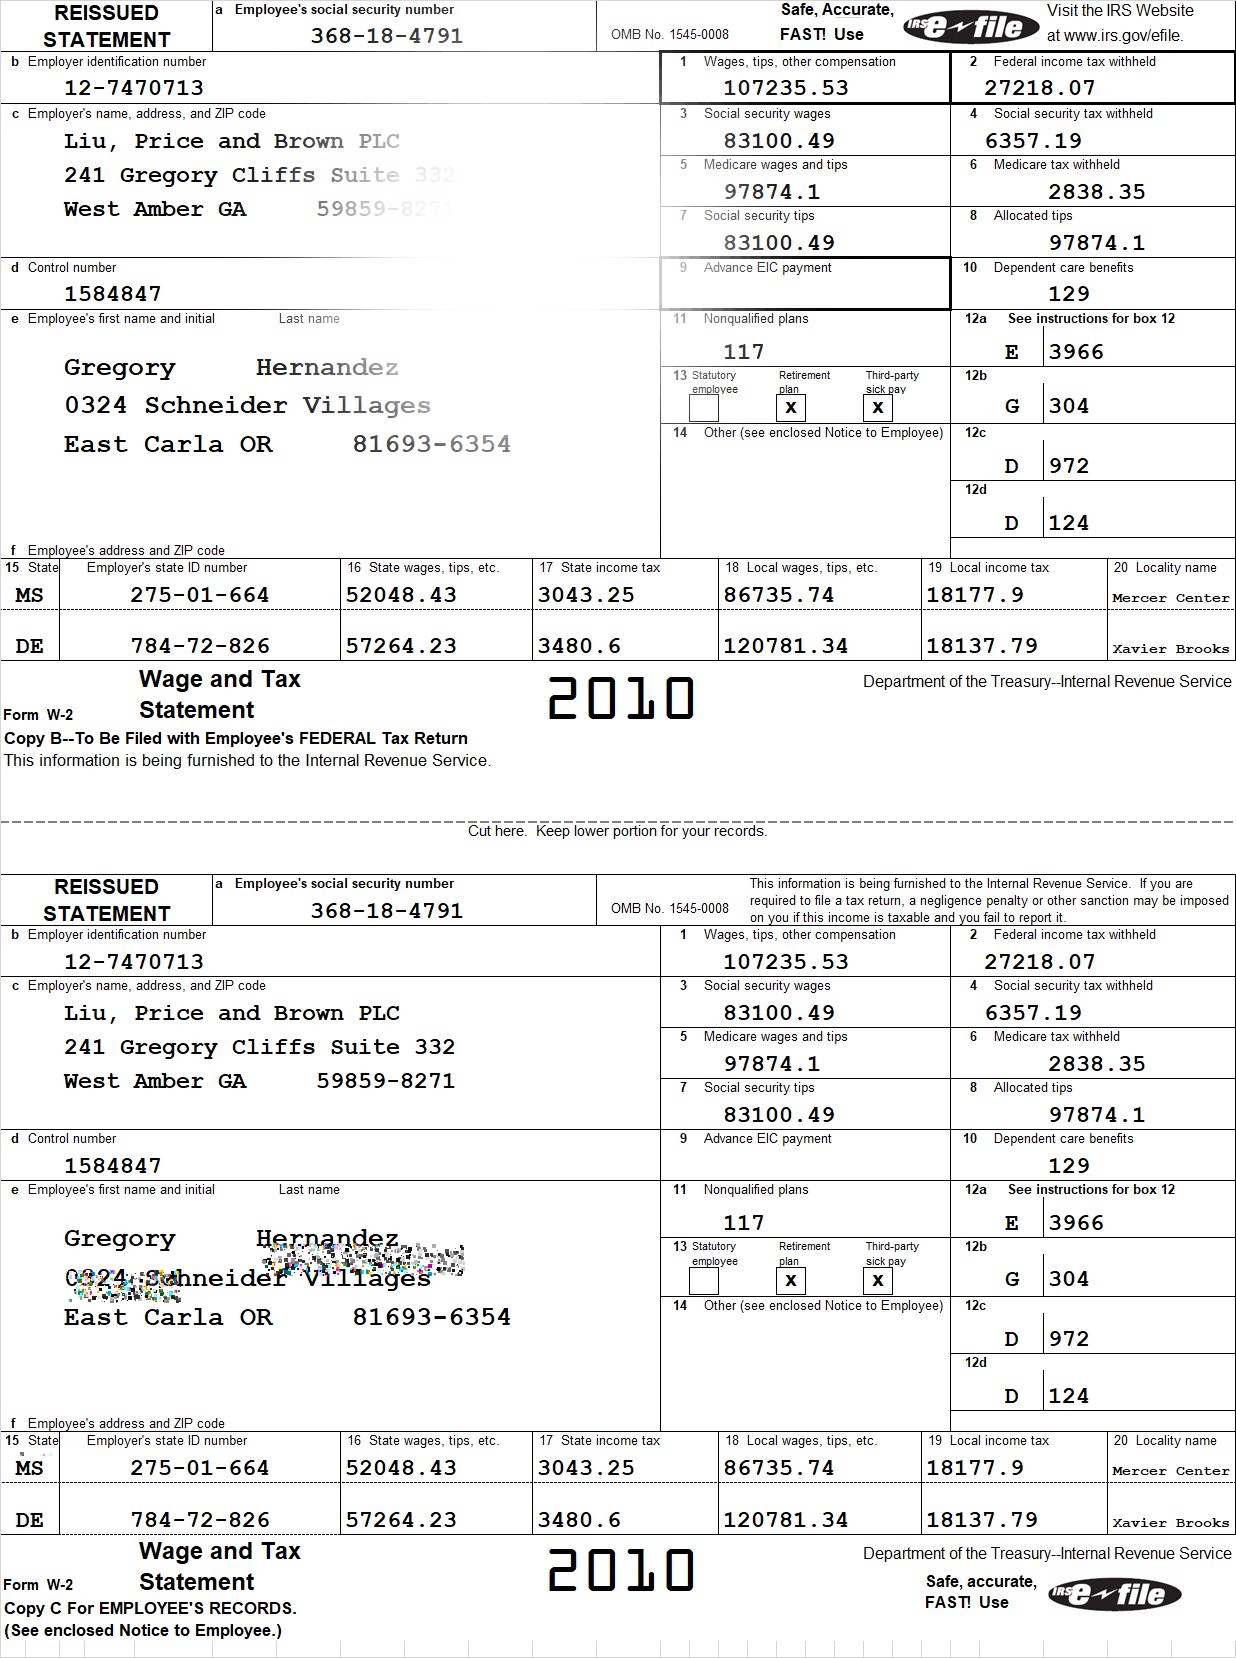 REISSUED STATEMENT
a Employee's social security number
368-18-4791
OMB No. 1545-0008
Safe, Accurate, FAST! Use
IRS e-file
Visit the IRS Website at www.irs.gov/efile.
b Employer identification number
12-7470713
1 Wages, tips, other compensation
107235.53
2 Federal income tax withheld
27218.07
c Employer's name, address, and ZIP code
Liu, Price and Brown PLC
241 Gregory Cliffs Suite 332
West Amber GA 59859-8271
3 Social security wages
83100.49
4 Social security tax withheld
6357.19
5 Medicare wages and tips
97874.1
6 Medicare tax withheld
2838.35
7 Social security tips
83100.49
8 Allocated tips
97874.1
d Control number
1584847
9 Advance EIC payment
10 Dependent care benefits
129
e Employee's first name and initial Last name
Gregory Hernandez
0324 Schneider Villages
East Carla OR 81693-6354
11 Nonqualified plans
117
12a See instructions for box 12
E 3966
13 Statutory employee Retirement plan Third-party sick pay
X X
12b
G 304
14 Other (see enclosed Notice to Employee)
12c
D 972
12d
D 124
f Employee's address and ZIP code
15 State Employer's state ID number 16 State wages, tips, etc. 17 State income tax 18 Local wages, tips, etc. 19 Local income tax 20 Locality name
MS 275-01-664 52048.43 3043.25 86735.74 18177.9 Mercer Center
DE 784-72-826 57264.23 3480.6 120781.34 18137.79 Xavier Brooks
Form W-2 Wage and Tax Statement
2010
Department of the Treasury--Internal Revenue Service
Copy B--To Be Filed with Employee's FEDERAL Tax Return
This information is being furnished to the Internal Revenue Service.
Cut here. Keep lower portion for your records.
REISSUED STATEMENT
a Employee's social security number
368-18-4791
OMB No. 1545-0008
This information is being furnished to the Internal Revenue Service. If you are
required to file a tax return, a negligence penalty or other sanction may be imposed
on you if this income is taxable and you fail to report it.
b Employer identification number
12-7470713
1 Wages, tips, other compensation
107235.53
2 Federal income tax withheld
27218.07
c Employer's name, address, and ZIP code
Liu, Price and Brown PLC
241 Gregory Cliffs Suite 332
West Amber GA 59859-8271
3 Social security wages
83100.49
4 Social security tax withheld
6357.19
5 Medicare wages and tips
97874.1
6 Medicare tax withheld
2838.35
7 Social security tips
83100.49
8 Allocated tips
97874.1
d Control number
1584847
9 Advance EIC payment
10 Dependent care benefits
129
e Employee's first name and initial Last name
Gregory Hernandez
0324 Schneider Villages
East Carla OR 81693-6354
11 Nonqualified plans
117
12a See instructions for box 12
E 3966
13 Statutory employee Retirement plan Third-party sick pay
X X
12b
G 304
14 Other (see enclosed Notice to Employee)
12c
D 972
12d
D 124
f Employee's address and ZIP code
15 State Employer's state ID number 16 State wages, tips, etc. 17 State income tax 18 Local wages, tips, etc. 19 Local income tax 20 Locality name
MS 275-01-664 52048.43 3043.25 86735.74 18177.9 Mercer Center
DE 784-72-826 57264.23 3480.6 120781.34 18137.79 Xavier Brooks
Form W-2 Wage and Tax Statement
2010
Department of the Treasury--Internal Revenue Service
Safe, accurate, FAST! Use
IRS e-file
Copy C For EMPLOYEE'S RECORDS.
(See enclosed Notice to Employee.)